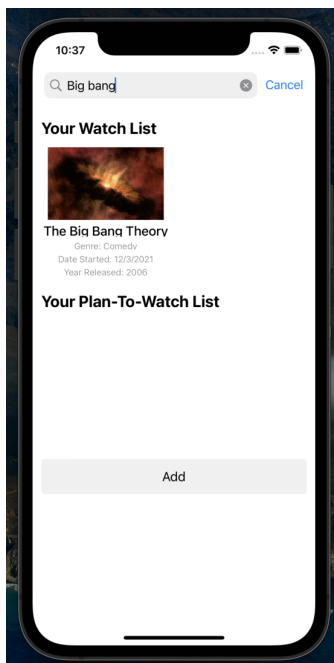 10:37
Big bang
Cancel
Your Watch List
The Big Bang Theory
Genre: Comedy
Date Started: 12/3/2021
Year Released: 2006
Your Plan-To-Watch List
Add